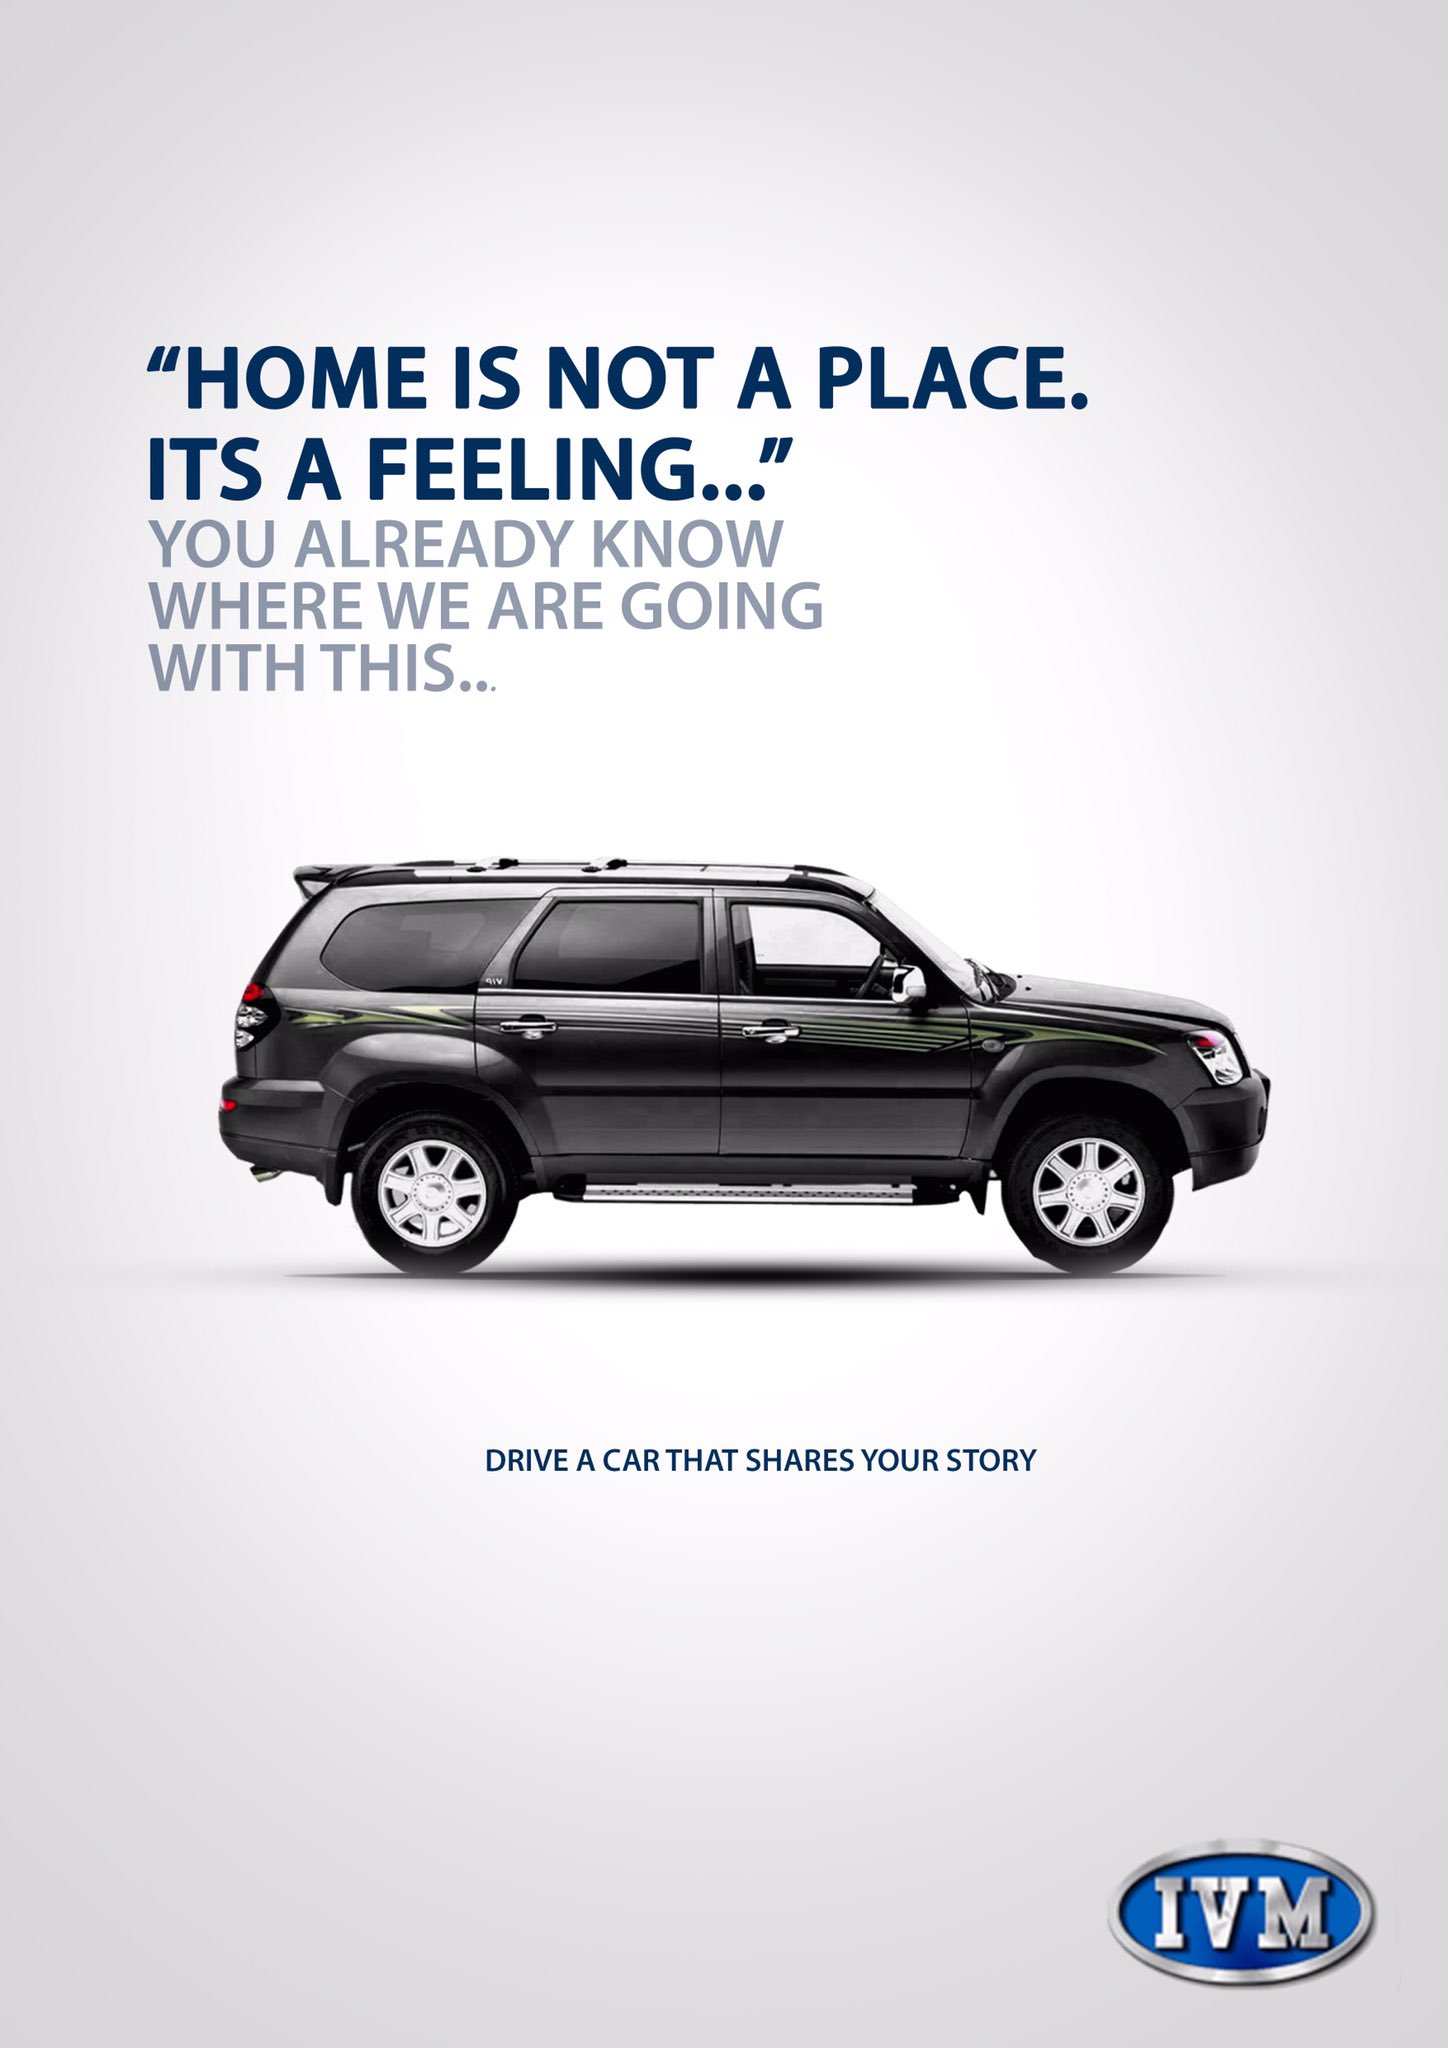 “HOME IS NOT A PLACE.
ITS A FEELING...”
YOU ALREADY KNOW
WHERE WE ARE GOING
WITH THIS...
DRIVE A CAR THAT SHARES YOUR STORY
IVM